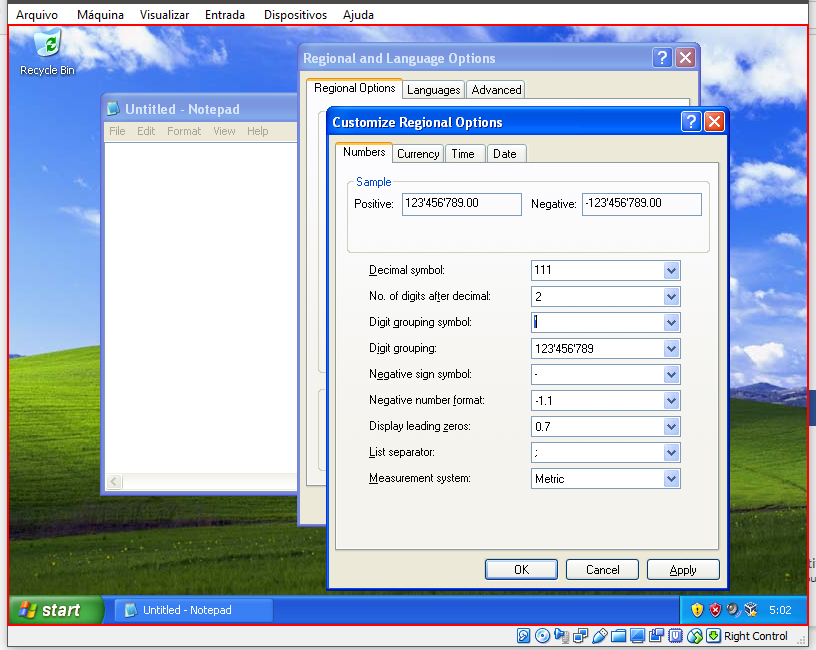 Arquivo Máquina Visualizar Entrada Dispositivos Ajuda
Recycle Bin
Regional and Language Options
Regional Options Languages Advanced
Untitled - Notepad
File Edit Format View Help
Customize Regional Options
Numbers Currency Time Date
Sample
Positive: 123'456'789.00 Negative: -123'456'789.00
Decimal symbol: 111
No. of digits after decimal: 2
Digit grouping symbol: '
Digit grouping: 123'456'789
Negative sign symbol: -
Negative number format: -1.1
Display leading zeros: 0.7
List separator: ;
Measurement system: Metric
OK Cancel Apply
start Untitled - Notepad 5:02
Right Control